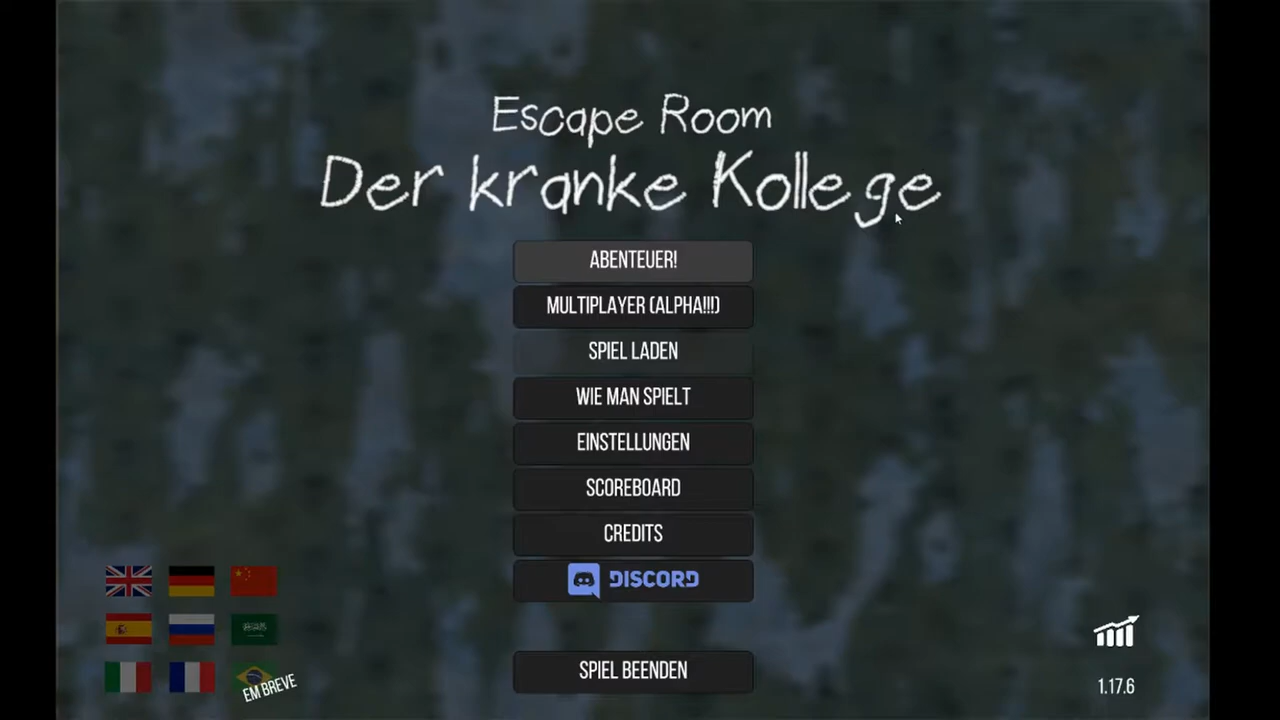 Escape Room
Der kranke Kollege
ABENTEUER!
MULTIPLAYER (ALPHA!!!)
SPIEL LADEN
WIE MAN SPIELT
EINSTELLUNGEN
SCOREBOARD
CREDITS
DISCORD
SPIEL BEENDEN
EM BREVE
1.17.6